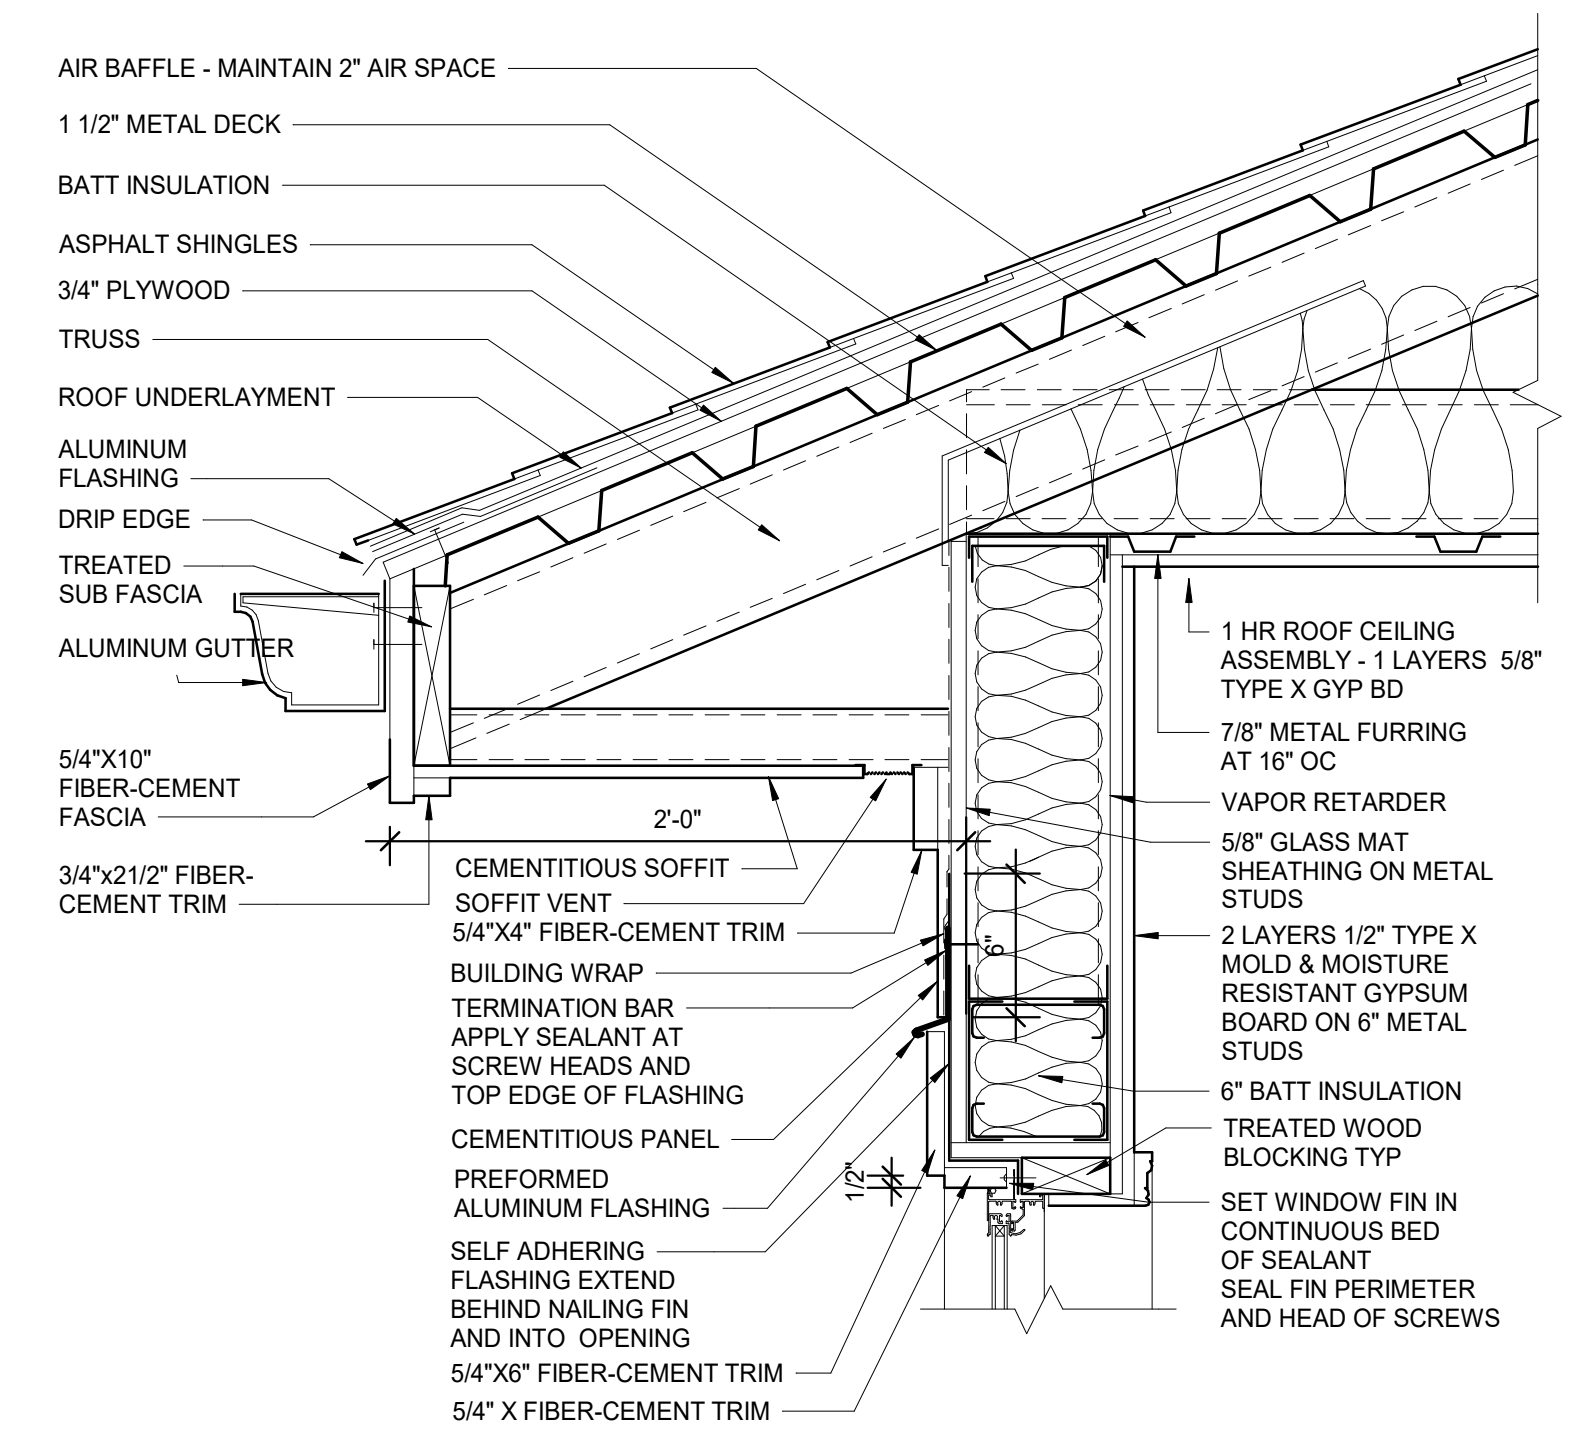 AIR BAFFLE - MAINTAIN 2" AIR SPACE
1 1/2" METAL DECK
BATT INSULATION
ASPHALT SHINGLES
3/4" PLYWOOD
TRUSS
ROOF UNDERLAYMENT
ALUMINUM
FLASHING
DRIP EDGE
TREATED
SUB FASCIA
ALUMINUM GUTTER
5/4"X10"
FIBER-CEMENT
FASCIA
3/4"x21/2" FIBER-
CEMENT TRIM
2'-0"
CEMENTITIOUS SOFFIT
SOFFIT VENT
5/4"X4" FIBER-CEMENT TRIM
BUILDING WRAP
TERMINATION BAR
APPLY SEALANT AT
SCREW HEADS AND
TOP EDGE OF FLASHING
CEMENTITIOUS PANEL
PREFORMED
ALUMINUM FLASHING
SELF ADHERING
FLASHING EXTEND
BEHIND NAILING FIN
AND INTO  OPENING
5/4"X6" FIBER-CEMENT TRIM
5/4" X FIBER-CEMENT TRIM
6"
1/2"
1 HR ROOF CEILING
ASSEMBLY - 1 LAYERS  5/8"
TYPE X GYP BD
7/8" METAL FURRING
AT 16" OC
VAPOR RETARDER
5/8" GLASS MAT
SHEATHING ON METAL
STUDS
2 LAYERS 1/2" TYPE X
MOLD & MOISTURE
RESISTANT GYPSUM
BOARD ON 6" METAL
STUDS
6" BATT INSULATION
TREATED WOOD
BLOCKING TYP
SET WINDOW FIN IN
CONTINUOUS BED
OF SEALANT
SEAL FIN PERIMETER
AND HEAD OF SCREWS